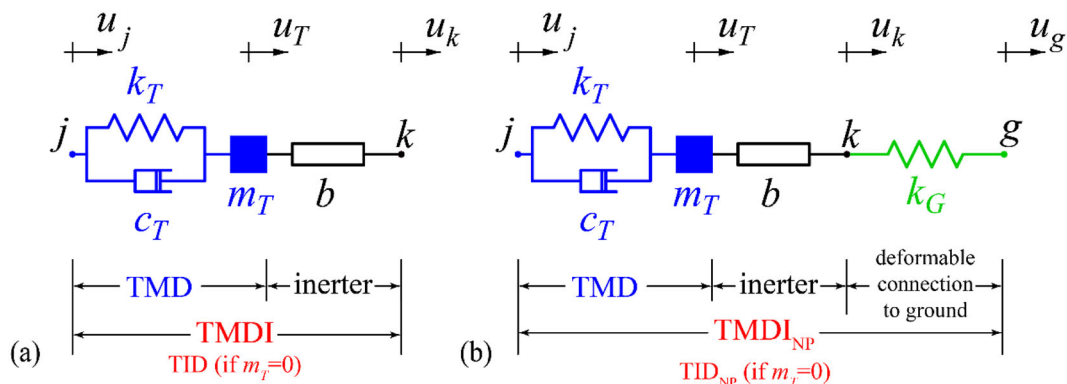 u_j u_T u_k u_j u_T u_k u_g
k_T k_T
j k j k g
m_T b m_T b k_G
c_T c_T
deformable
TMD inerter TMD inerter connection
to ground
(a) TMDI (b) TMDI_NP
TID (if m_T=0) TID_NP (if m_T=0)